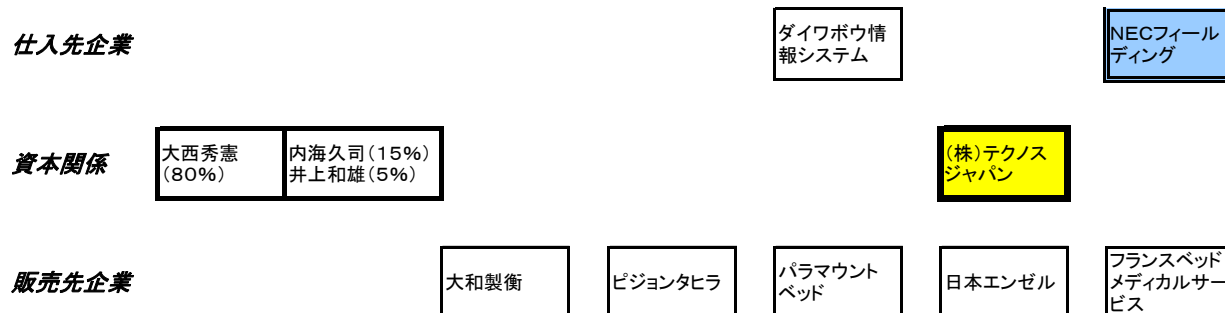 仕入先企業
ダイワボウ情
報システム
NECフィール
ディング
資本関係
大西秀憲
(80%)
内海久司(15%)
井上和雄(5%)
(株)テクノス
ジャパン
販売先企業
大和製衡
ピジョンタヒラ
パラマウント
ベッド
日本エンゼル
フランスベッド
メディカルサー
ビス